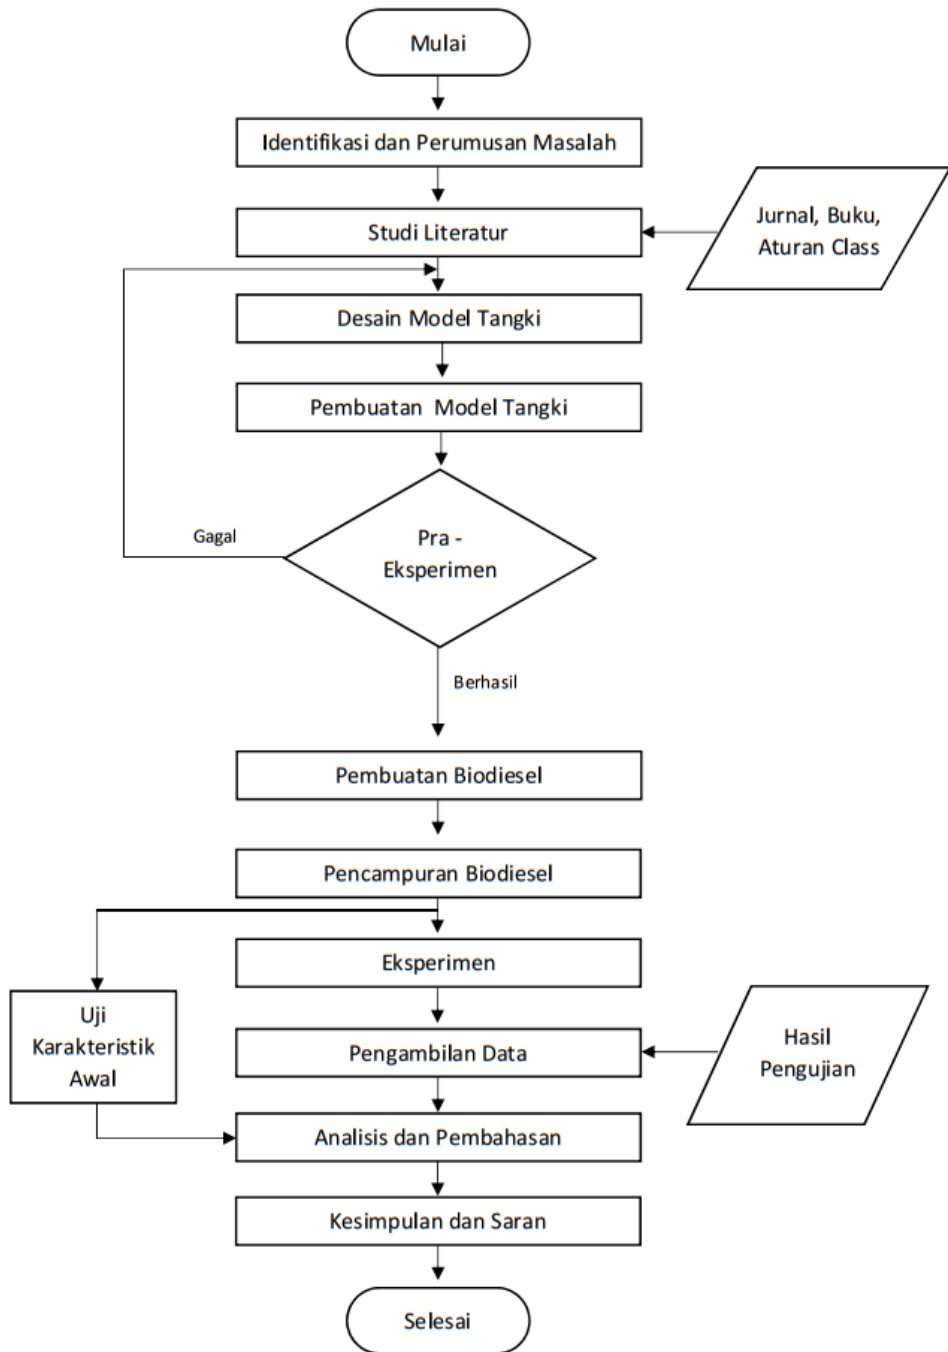 Mulai
Identifikasi dan Perumusan Masalah
Studi Literatur
Jurnal, Buku,
Aturan Class
Desain Model Tangki
Pembuatan Model Tangki
Gagal
Pra -
Eksperimen
Berhasil
Pembuatan Biodiesel
Pencampuran Biodiesel
Eksperimen
Uji
Karakteristik
Awal
Pengambilan Data
Hasil
Pengujian
Analisis dan Pembahasan
Kesimpulan dan Saran
Selesai